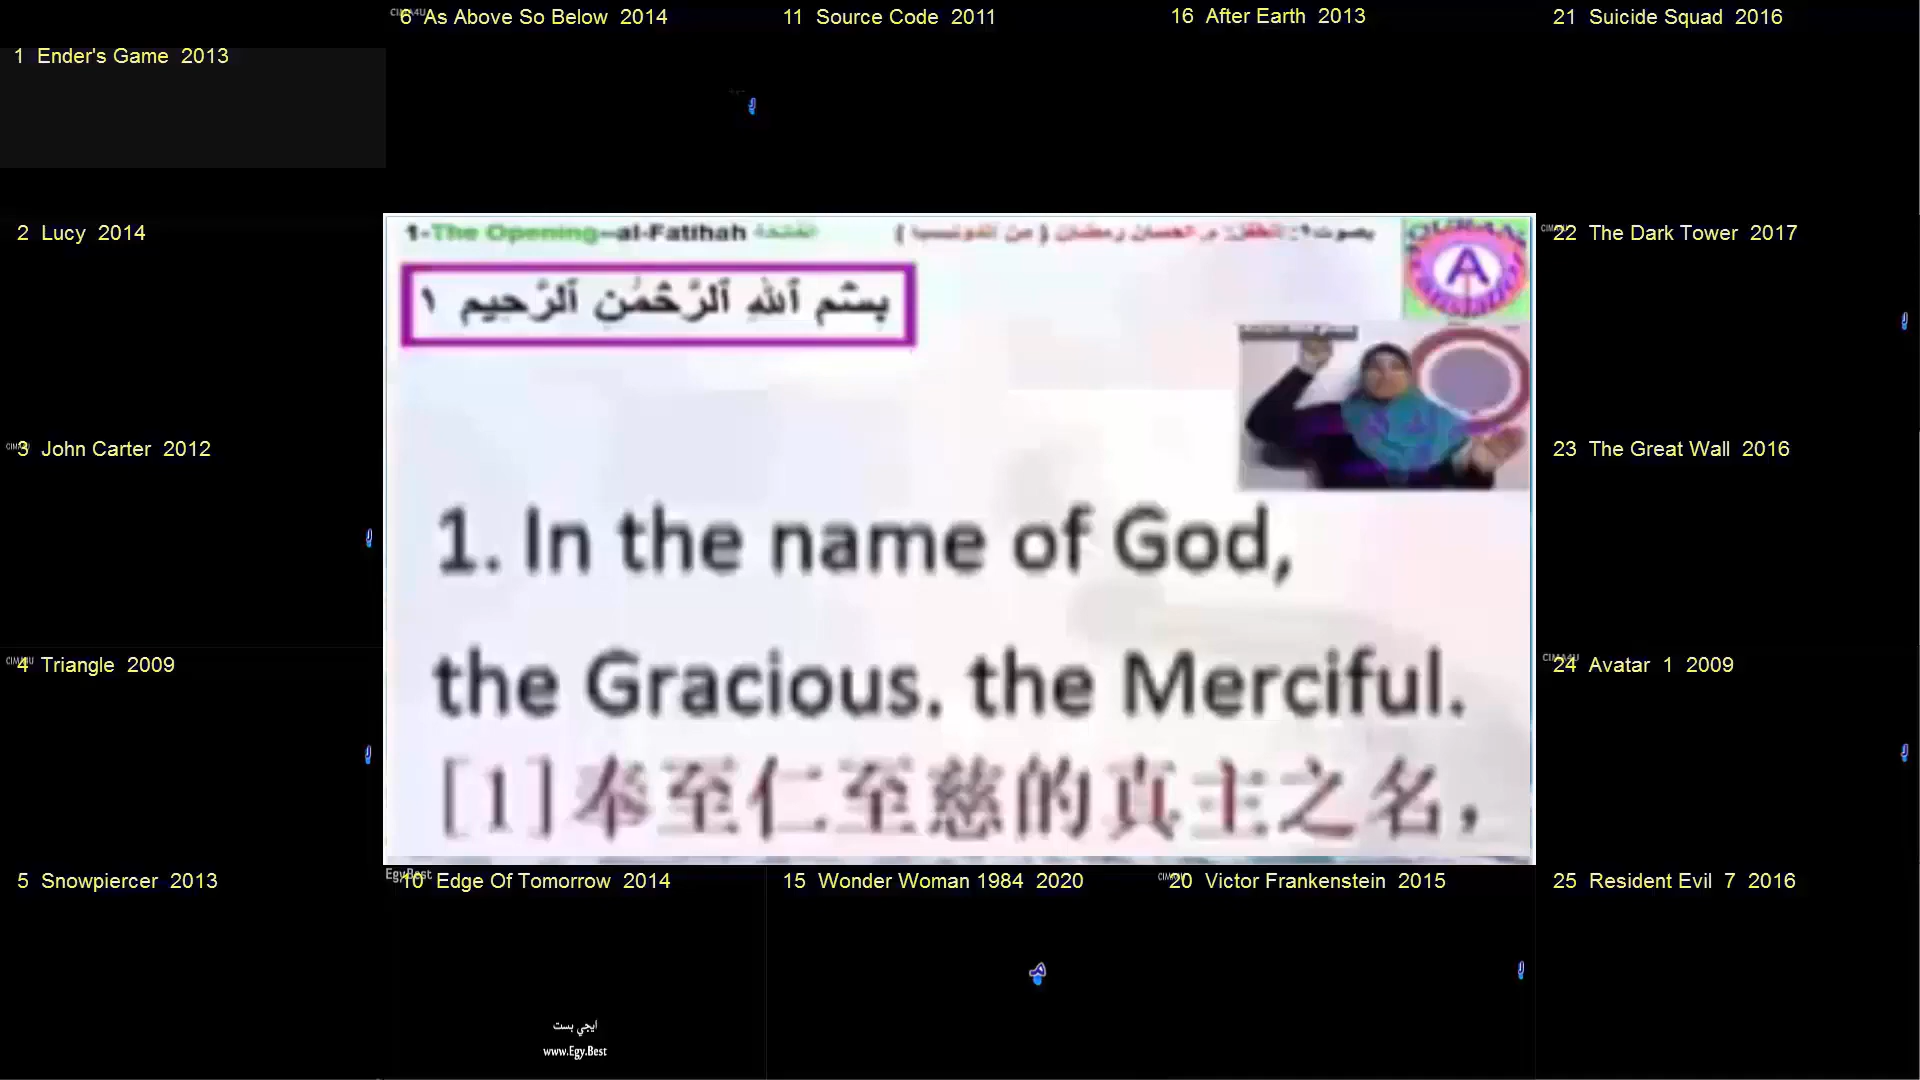 6 As Above So Below 2014
11 Source Code 2011
16 After Earth 2013
21 Suicide Squad 2016
1 Ender's Game 2013
2 Lucy 2014
1-The Opening--al-Fatihah الفاتحة
22 The Dark Tower 2017
بِسْمِ ٱللَّهِ ٱلرَّحْمَٰنِ ٱلرَّحِيمِ ١
3 John Carter 2012
23 The Great Wall 2016
1. In the name of God,
4 Triangle 2009
the Gracious. the Merciful.
24 Avatar 1 2009
[1]奉至仁至慈的真主之名，
5 Snowpiercer 2013
EgyBest
10 Edge Of Tomorrow 2014
15 Wonder Woman 1984 2020
20 Victor Frankenstein 2015
25 Resident Evil 7 2016
ايجي بست
www.Egy.Best